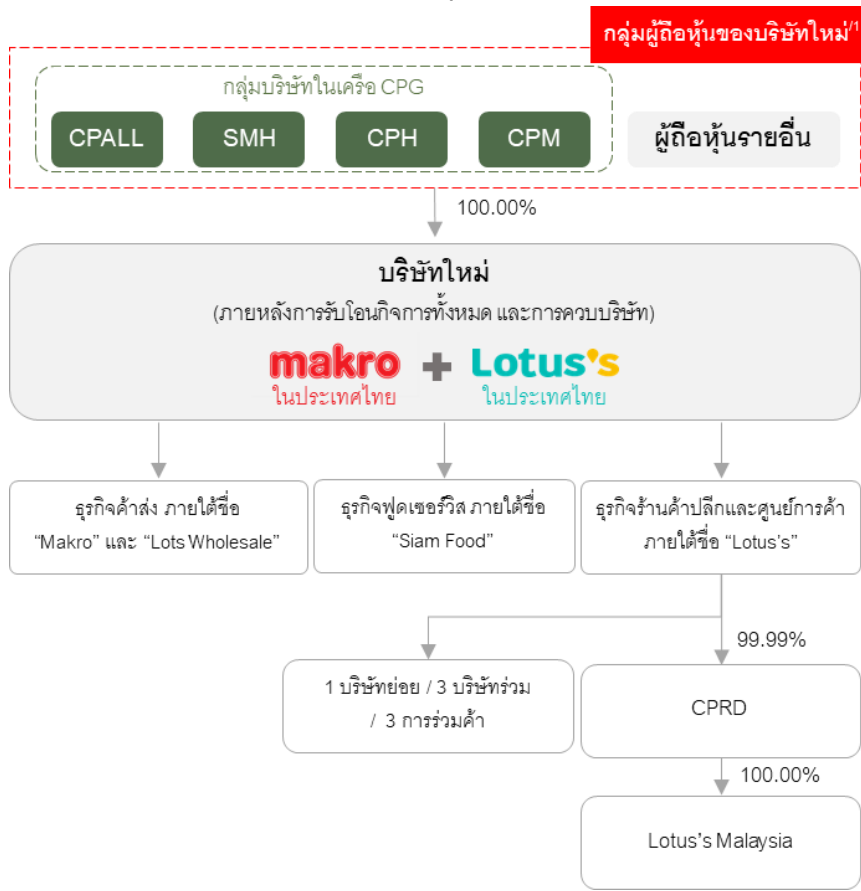 กลุ่มผู้ถือหุ้นของบริษัทใหม่/1
กลุ่มบริษัทในเครือ CPG
CPALL
SMH
CPH
CPM
ผู้ถือหุ้นรายอื่น
100.00%
บริษัทใหม่
(ภายหลังการรับโอนกิจการทั้งหมด และการควบบริษัท)
makro + Lotus's
ในประเทศไทย
ในประเทศไทย
ธุรกิจค้าส่ง ภายใต้ชื่อ
“Makro” และ “Lots Wholesale”
ธุรกิจฟูดเซอร์วิส ภายใต้ชื่อ
“Siam Food”
ธุรกิจร้านค้าปลีกและศูนย์การค้า
ภายใต้ชื่อ “Lotus’s”
99.99%
1 บริษัทย่อย / 3 บริษัทร่วม
/ 3 การร่วมค้า
CPRD
100.00%
Lotus’s Malaysia